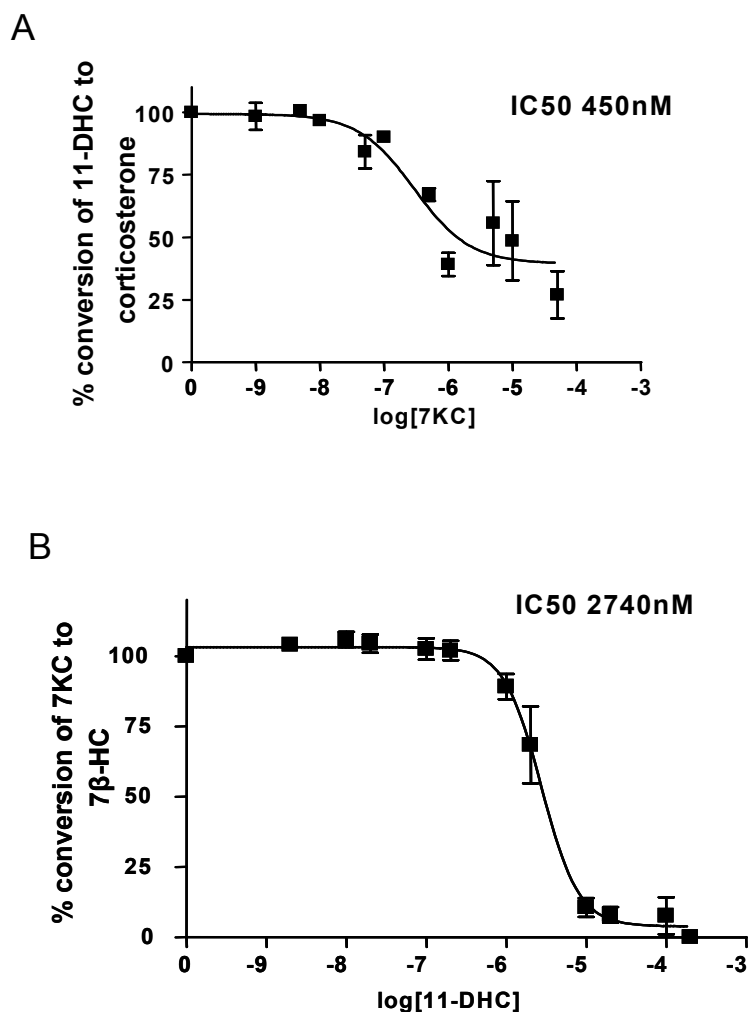 A
% conversion of 11-DHC to
corticosterone
IC50 450nM
100
75
50
25
0
0 -9 -8 -7 -6 -5 -4 -3
log[7KC]
B
% conversion of 7KC to
7β-HC
IC50 2740nM
100
75
50
25
0
0 -9 -8 -7 -6 -5 -4 -3
log[11-DHC]